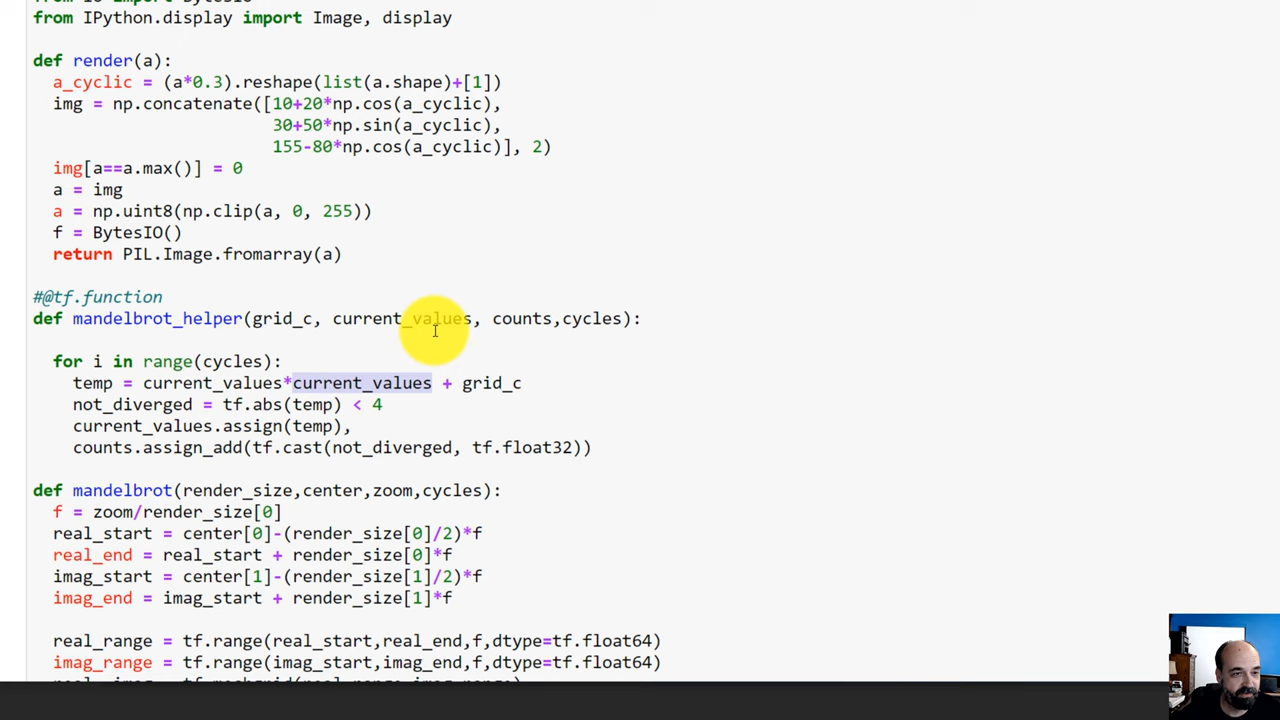 from IPython.display import Image, display
def render(a):
a_cyclic = (a*0.3).reshape(list(a.shape)+[1])
img = np.concatenate([10+20*np.cos(a_cyclic),
30+50*np.sin(a_cyclic),
155-80*np.cos(a_cyclic)], 2)
img[a==a.max()] = 0
a = img
a = np.uint8(np.clip(a, 0, 255))
f = BytesIO()
return PIL.Image.fromarray(a)
#@tf.function
def mandelbrot_helper(grid_c, current_values, counts,cycles):
for i in range(cycles):
temp = current_values*current_values + grid_c
not_diverged = tf.abs(temp) < 4
current_values.assign(temp),
counts.assign_add(tf.cast(not_diverged, tf.float32))
def mandelbrot(render_size,center,zoom,cycles):
f = zoom/render_size[0]
real_start = center[0]-(render_size[0]/2)*f
real_end = real_start + render_size[0]*f
imag_start = center[1]-(render_size[1]/2)*f
imag_end = imag_start + render_size[1]*f
real_range = tf.range(real_start,real_end,f,dtype=tf.float64)
imag_range = tf.range(imag_start,imag_end,f,dtype=tf.float64)